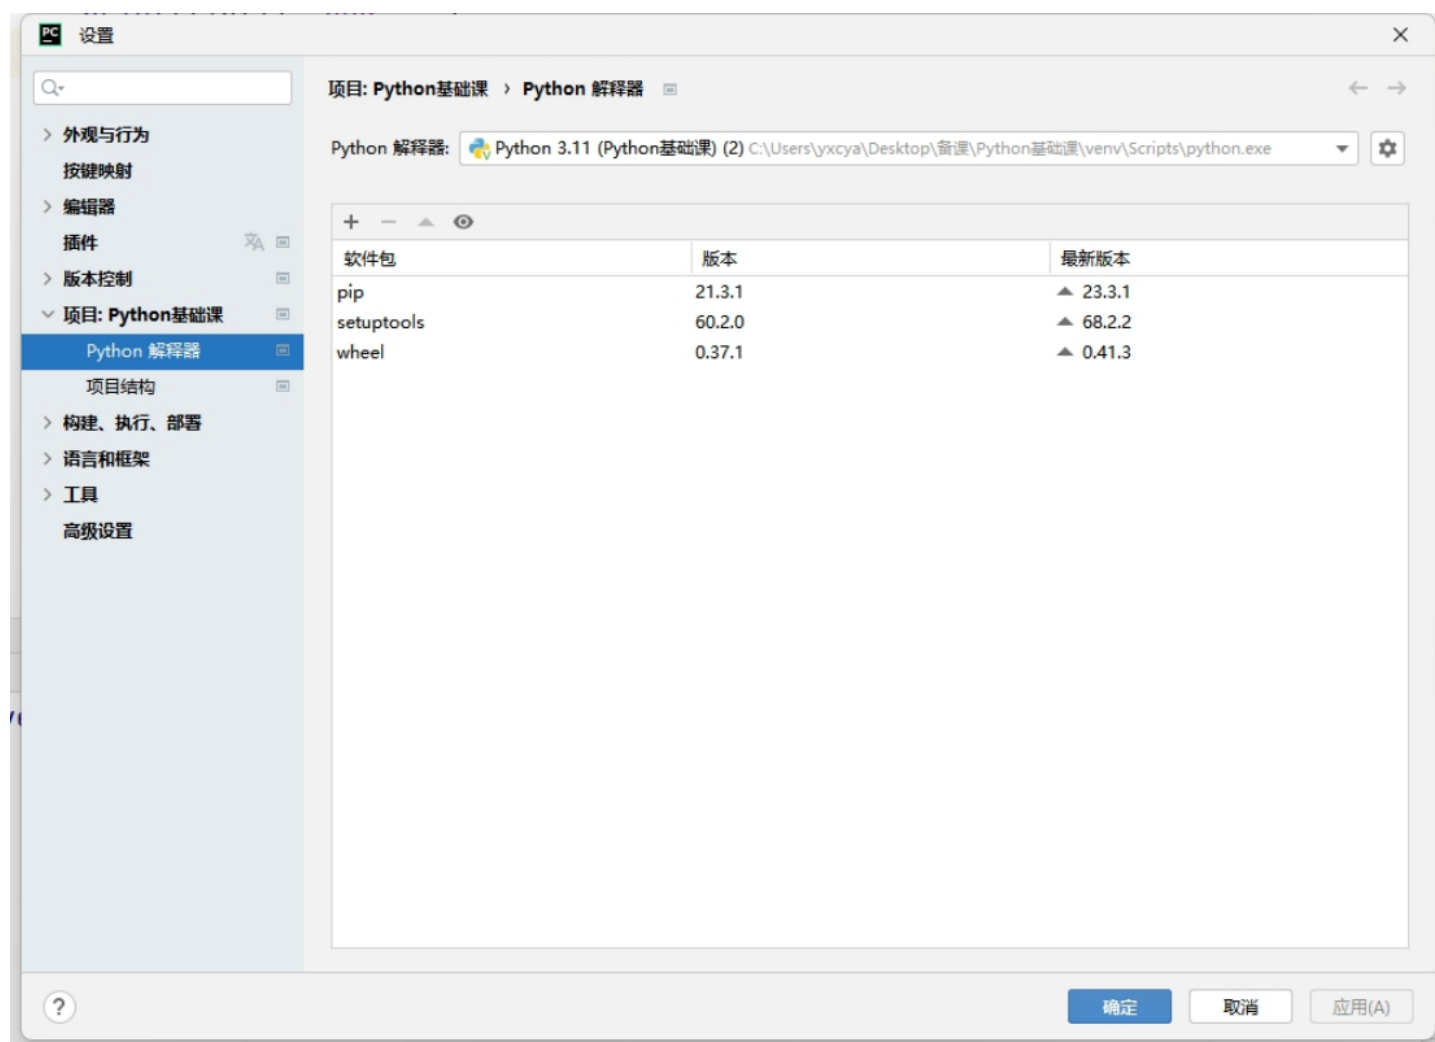 设置
项目: Python基础课 › Python 解释器
外观与行为
按键映射
编辑器
插件
版本控制
项目: Python基础课
Python 解释器
项目结构
构建、执行、部署
语言和框架
工具
高级设置
Python 解释器: Python 3.11 (Python基础课) (2) C:\Users\yxcya\Desktop\备课\Python基础课\venv\Scripts\python.exe
软件包 版本 最新版本
pip 21.3.1 23.3.1
setuptools 60.2.0 68.2.2
wheel 0.37.1 0.41.3
? 确定 取消 应用(A)